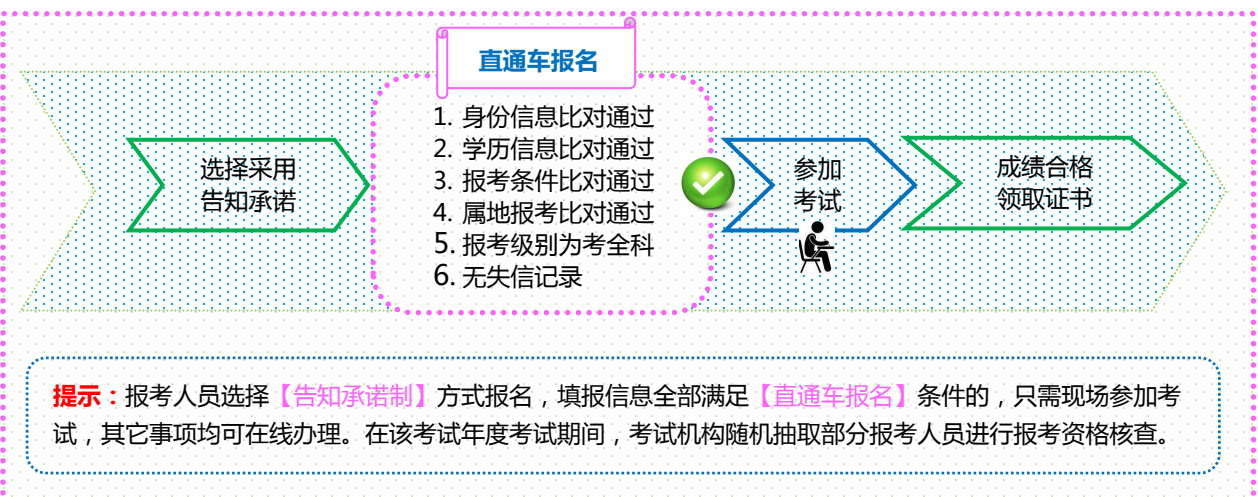 直通车报名
选择采用
告知承诺
1. 身份信息比对通过
2. 学历信息比对通过
3. 报考条件比对通过
4. 属地报考比对通过
5. 报考级别为考全科
6. 无失信记录
参加
考试
成绩合格
领取证书
提示：报考人员选择【告知承诺制】方式报名，填报信息全部满足【直通车报名】条件的，只需现场参加考
试，其它事项均可在线办理。在该考试年度考试期间，考试机构随机抽取部分报考人员进行报考资格核查。